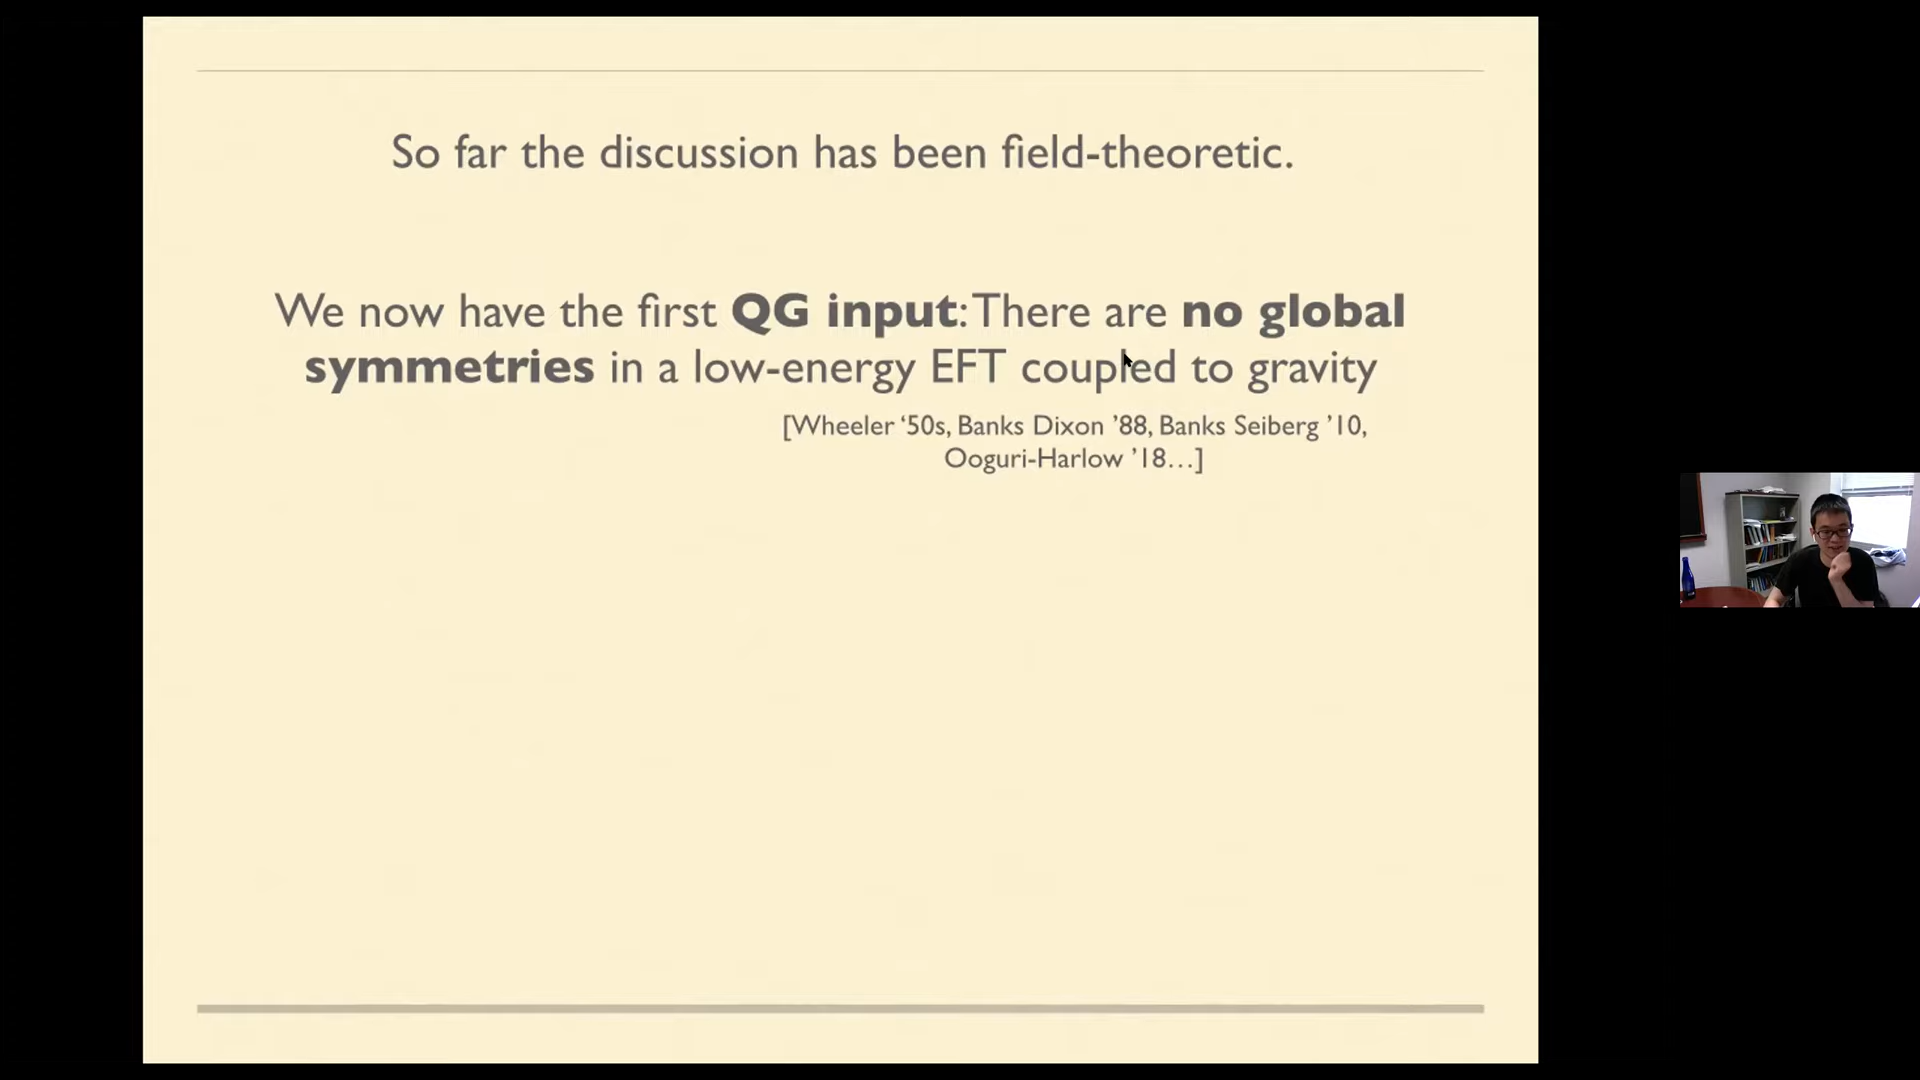 So far the discussion has been field-theoretic.
We now have the first QG input: There are no global
symmetries in a low-energy EFT coupled to gravity
[Wheeler ‘50s, Banks Dixon ’88, Banks Seiberg ’10,
Ooguri-Harlow ’18…]